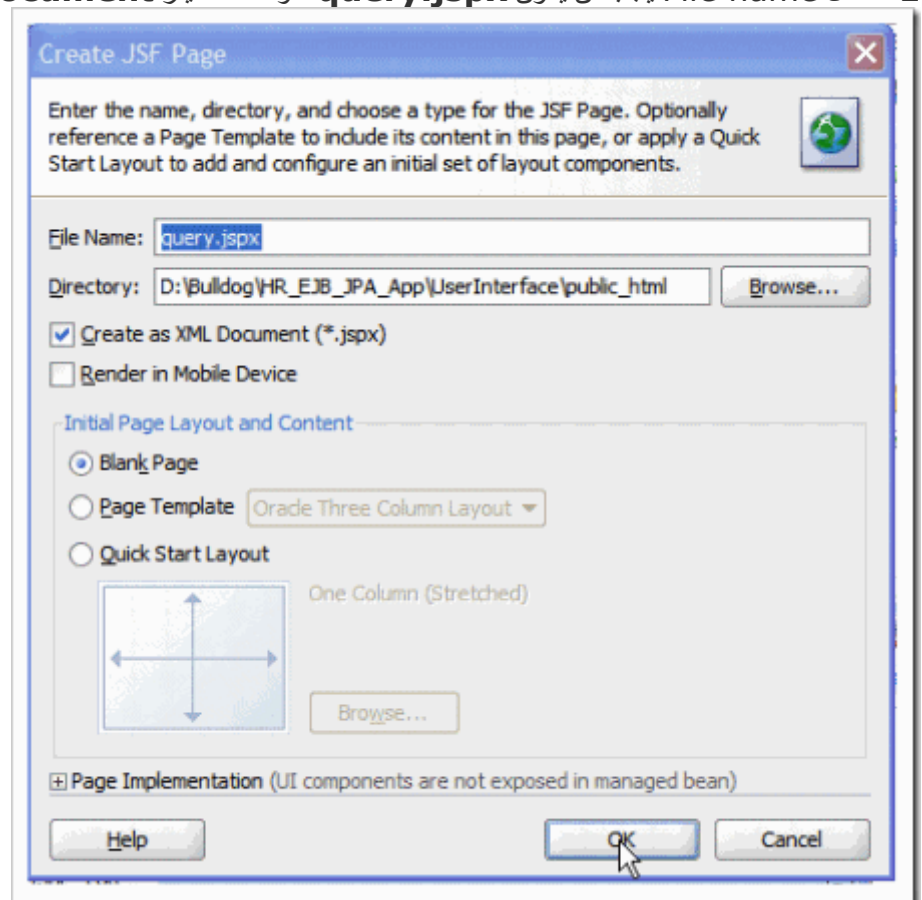 query.jspx
Create JSF Page
Enter the name, directory, and choose a type for the JSF Page. Optionally
reference a Page Template to include its content in this page, or apply a Quick
Start Layout to add and configure an initial set of layout components.
File Name: query.jspx
Directory: D:\Bulldog\HR_EJB_JPA_App\UserInterface\public_html Browse...
Create as XML Document (*.jspx)
Render in Mobile Device
Initial Page Layout and Content
Blank Page
Page Template Oracle Three Column Layout
Quick Start Layout
One Column (Stretched)
Browse...
Page Implementation (UI components are not exposed in managed bean)
Help OK Cancel